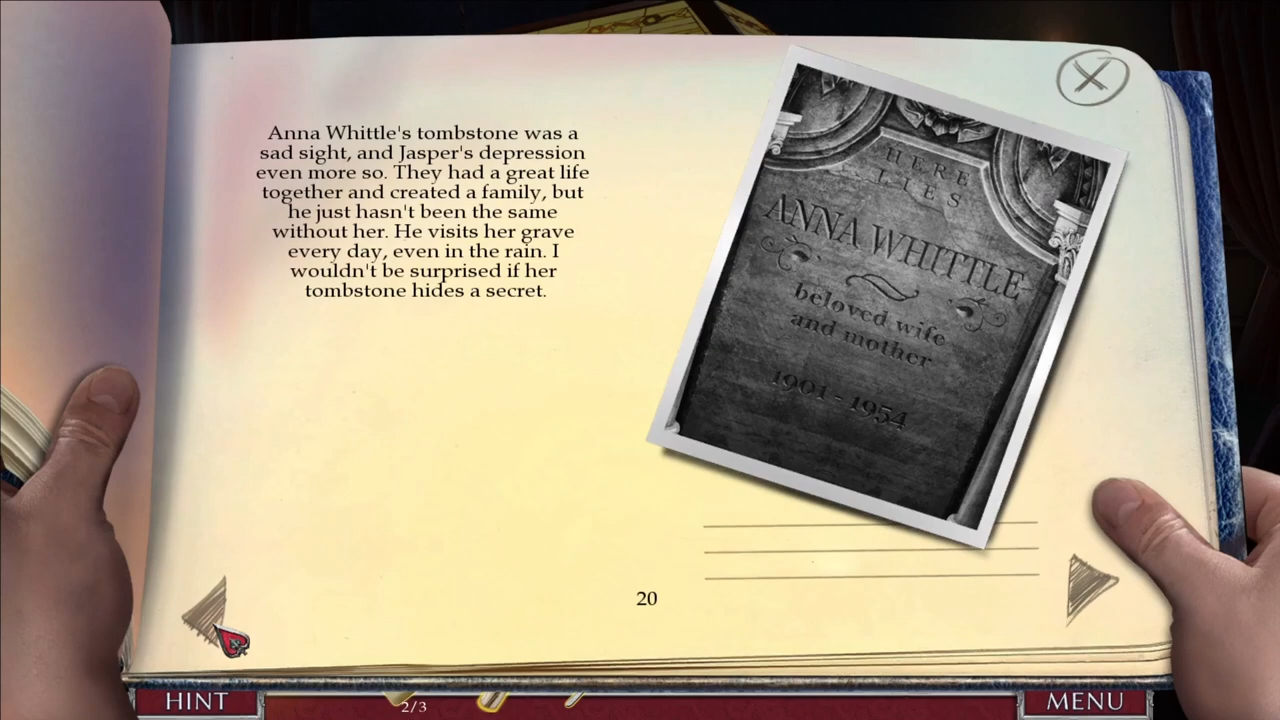 Anna Whittle's tombstone was a
sad sight, and Jasper's depression
even more so. They had a great life
together and created a family, but
he just hasn't been the same
without her. He visits her grave
every day, even in the rain. I
wouldn't be surprised if her
tombstone hides a secret.
HERE
LIES
ANNA WHITTLE
beloved wife
and mother
1901 - 1954
20
HINT
2/3
MENU